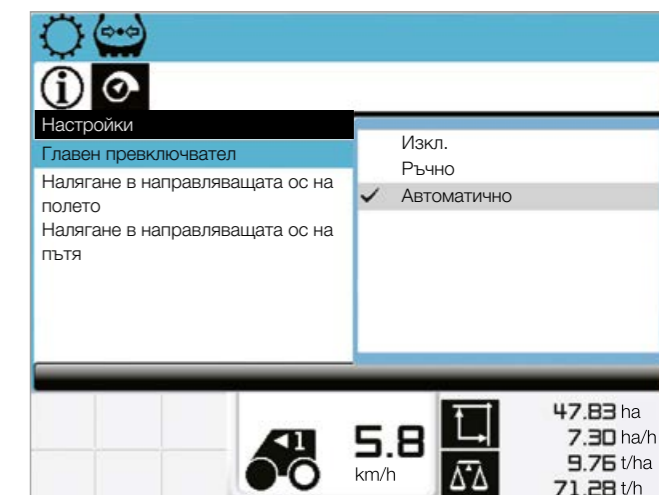 Настройки
Главен превключвател
Налягане в направляващата ос на
полето
Налягане в направляващата ос на
пътя
Изкл.
Ръчно
Автоматично
1
5.8
km/h
47.83 ha
7.30 ha/h
9.76 t/ha
71.28 t/h